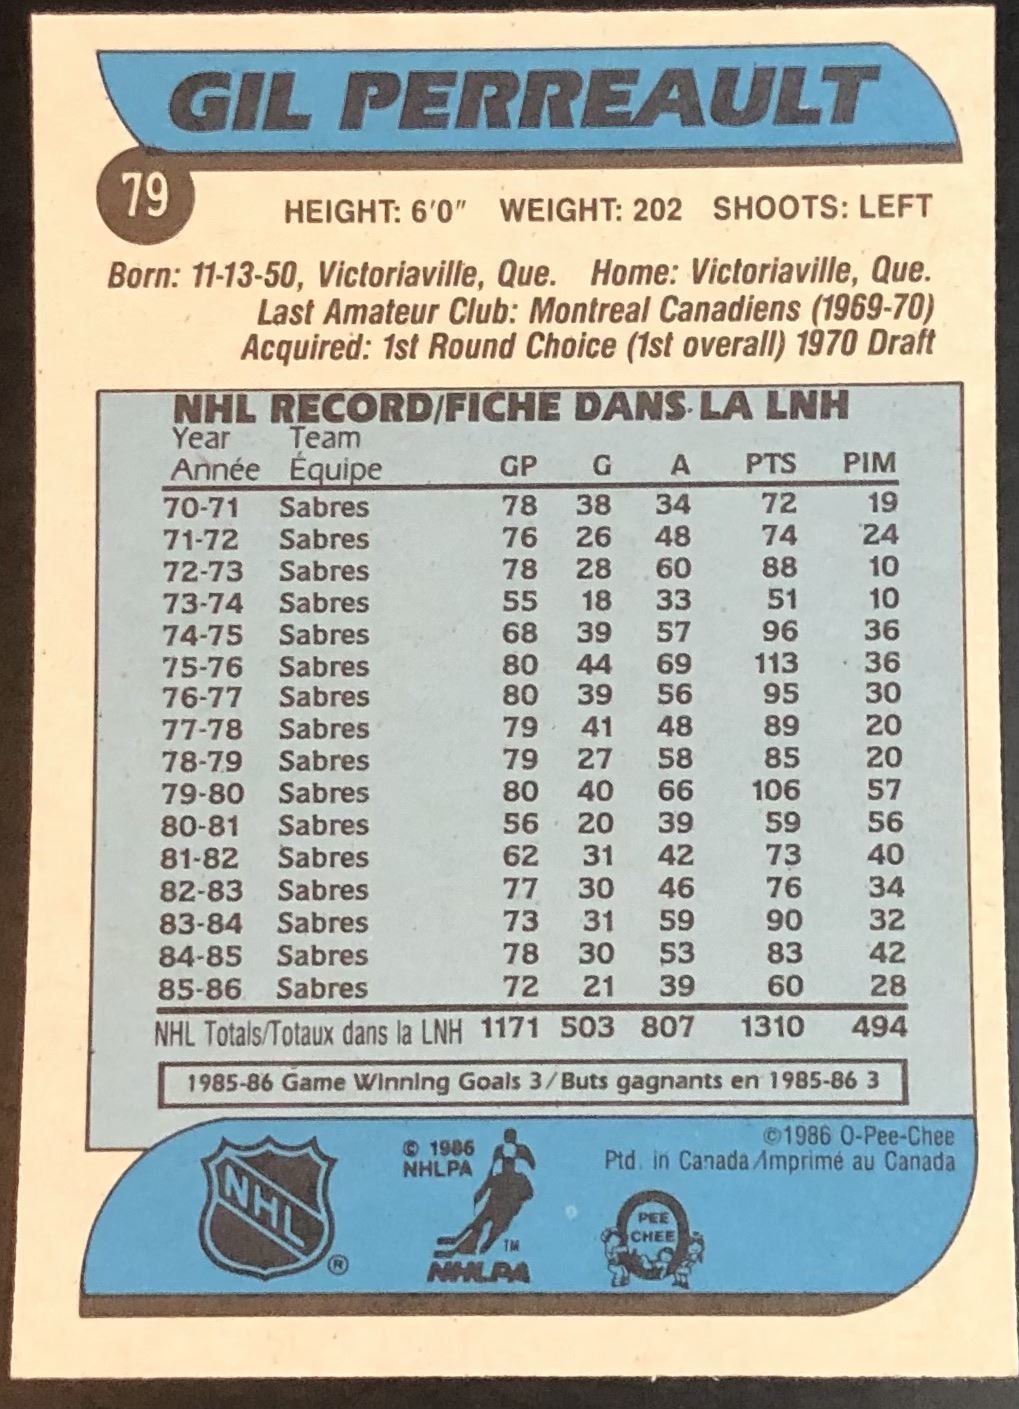 GIL PERREAULT
79
HEIGHT: 6'0" WEIGHT: 202 SHOOTS: LEFT
Born: 11-13-50, Victoriaville, Que. Home: Victoriaville, Que.
Last Amateur Club: Montreal Canadiens (1969-70)
Acquired: 1st Round Choice (1st overall) 1970 Draft
NHL RECORD/FICHE DANS LA LNH
Year Team
Année Équipe GP G A PTS PIM
70-71 Sabres 78 38 34 72 19
71-72 Sabres 76 26 48 74 24
72-73 Sabres 78 28 60 88 10
73-74 Sabres 55 18 33 51 10
74-75 Sabres 68 39 57 96 36
75-76 Sabres 80 44 69 113 36
76-77 Sabres 80 39 56 95 30
77-78 Sabres 79 41 48 89 20
78-79 Sabres 79 27 58 85 20
79-80 Sabres 80 40 66 106 57
80-81 Sabres 56 20 39 59 56
81-82 Sabres 62 31 42 73 40
82-83 Sabres 77 30 46 76 34
83-84 Sabres 73 31 59 90 32
84-85 Sabres 78 30 53 83 42
85-86 Sabres 72 21 39 60 28
NHL Totals/Totaux dans la LNH 1171 503 807 1310 494
1985-86 Game Winning Goals 3/Buts gagnants en 1985-86 3
©1986 O-Pee-Chee
Ptd. in Canada/Imprimé au Canada
© 1986
NHLPA
NHL
®
TM
NHLPA
PEE
CHEE